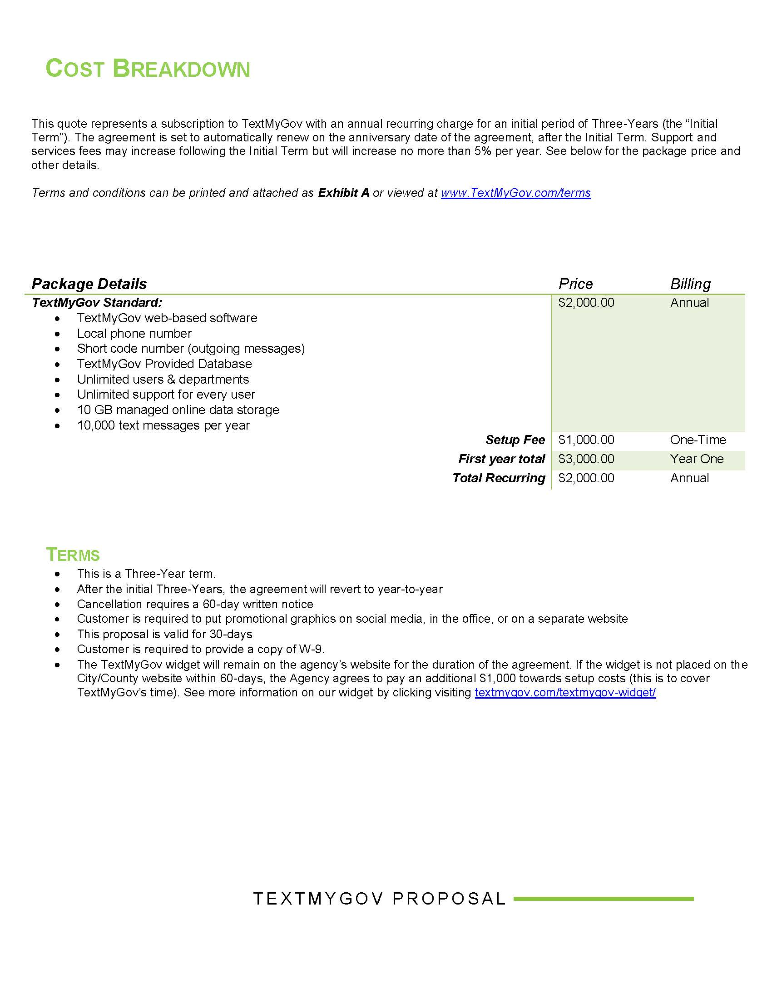 COST BREAKDOWN
This quote represents a subscription to TextMyGov with an annual recurring charge for an initial period of Three-Years (the “Initial
Term”). The agreement is set to automatically renew on the anniversary date of the agreement, after the Initial Term. Support and
services fees may increase following the Initial Term but will increase no more than 5% per year. See below for the package price and
other details.
Terms and conditions can be printed and attached as Exhibit A or viewed at www.TextMyGov.com/terms
Package Details Price Billing
TextMyGov Standard: $2,000.00 Annual
• TextMyGov web-based software
• Local phone number
• Short code number (outgoing messages)
• TextMyGov Provided Database
• Unlimited users & departments
• Unlimited support for every user
• 10 GB managed online data storage
• 10,000 text messages per year
Setup Fee $1,000.00 One-Time
First year total $3,000.00 Year One
Total Recurring $2,000.00 Annual
TERMS
• This is a Three-Year term.
• After the initial Three-Years, the agreement will revert to year-to-year
• Cancellation requires a 60-day written notice
• Customer is required to put promotional graphics on social media, in the office, or on a separate website
• This proposal is valid for 30-days
• Customer is required to provide a copy of W-9.
• The TextMyGov widget will remain on the agency’s website for the duration of the agreement. If the widget is not placed on the
City/County website within 60-days, the Agency agrees to pay an additional $1,000 towards setup costs (this is to cover
TextMyGov’s time). See more information on our widget by clicking visiting textmygov.com/textmygov-widget/
TEXTMYGOV PROPOSAL